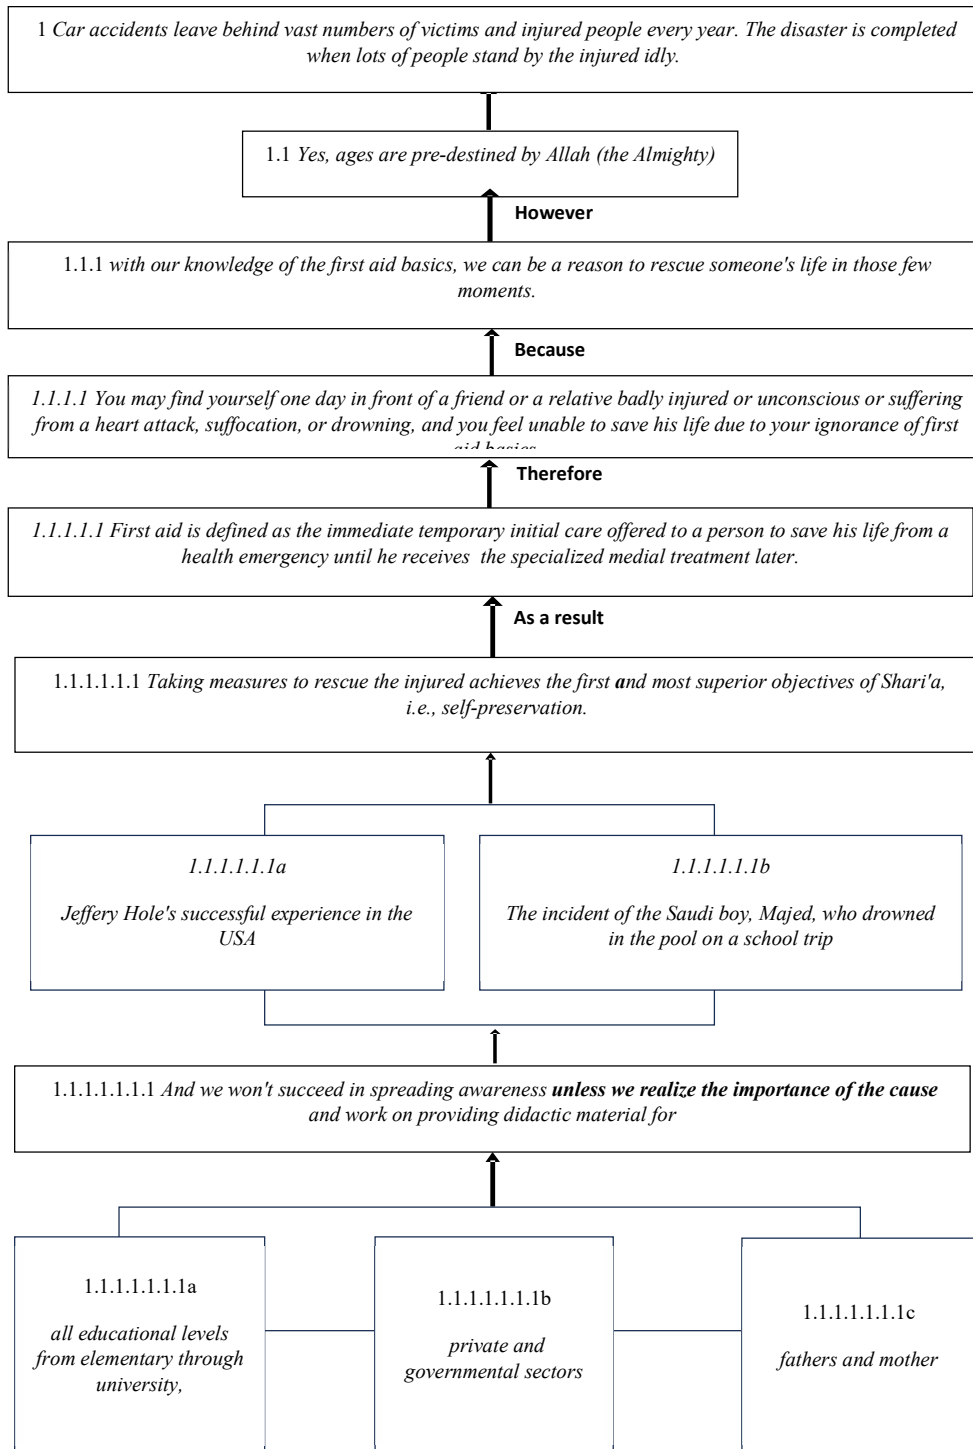 1 Car accidents leave behind vast numbers of victims and injured people every year. The disaster is completed
when lots of people stand by the injured idly.
1.1 Yes, ages are pre-destined by Allah (the Almighty)
However
1.1.1 with our knowledge of the first aid basics, we can be a reason to rescue someone's life in those few
moments.
Because
1.1.1.1 You may find yourself one day in front of a friend or a relative badly injured or unconscious or suffering
from a heart attack, suffocation, or drowning, and you feel unable to save his life due to your ignorance of first
aid basics
Therefore
1.1.1.1.1 First aid is defined as the immediate temporary initial care offered to a person to save his life from a
health emergency until he receives the specialized medial treatment later.
As a result
1.1.1.1.1.1 Taking measures to rescue the injured achieves the first and most superior objectives of Shari'a,
i.e., self-preservation.
1.1.1.1.1.1a
Jeffery Hole's successful experience in the
USA
1.1.1.1.1.1b
The incident of the Saudi boy, Majed, who drowned
in the pool on a school trip
1.1.1.1.1.1.1 And we won't succeed in spreading awareness unless we realize the importance of the cause
and work on providing didactic material for
1.1.1.1.1.1.1a
all educational levels
from elementary through
university,
1.1.1.1.1.1.1b
private and
governmental sectors
1.1.1.1.1.1.1c
fathers and mother